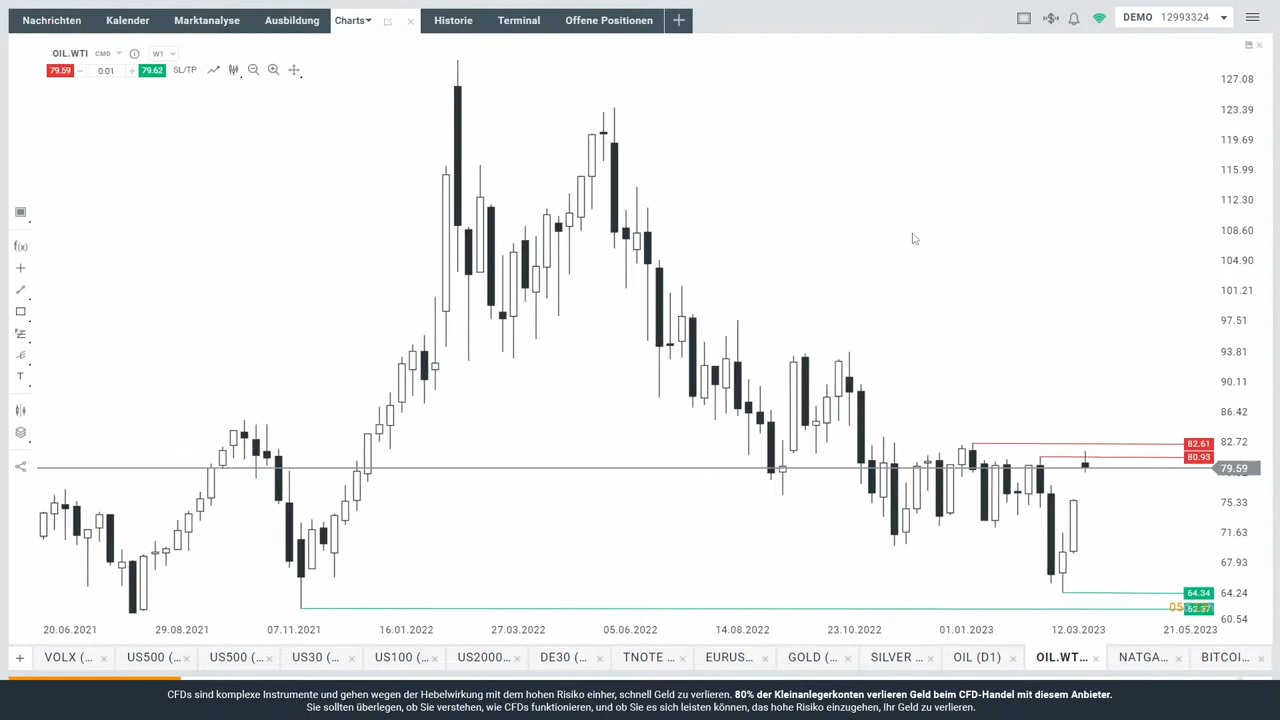 Nachrichten Kalender Marktanalyse Ausbildung Charts Historie Terminal Offene Positionen DEMO 12993324
OIL.WTI CMD W1
79.59 0.01 79.62 SL/TP
127.08
123.39
119.69
115.99
112.30
108.60
104.90
101.21
97.51
93.81
90.11
86.42
82.72
82.61
80.93
79.59
75.33
71.63
67.93
64.24
64.34
60.54
f(x)
T
20.06.2021 29.08.2021 07.11.2021 16.01.2022 27.03.2022 05.06.2022 14.08.2022 23.10.2022 01.01.2023 12.03.2023 21.05.2023
VOLX (... US500 (... US500 (... US30 (... US100 (... US2000... DE30 (... TNOTE ... EURUS... GOLD (... SILVER ... OIL (D1) OIL.WT... NATGA... BITCOI...
CFDs sind komplexe Instrumente und gehen wegen der Hebelwirkung mit dem hohen Risiko einher, schnell Geld zu verlieren. 80% der Kleinanlegerkonten verlieren Geld beim CFD-Handel mit diesem Anbieter.
Sie sollten überlegen, ob Sie verstehen, wie CFDs funktionieren, und ob Sie es sich leisten können, das hohe Risiko einzugehen, Ihr Geld zu verlieren.